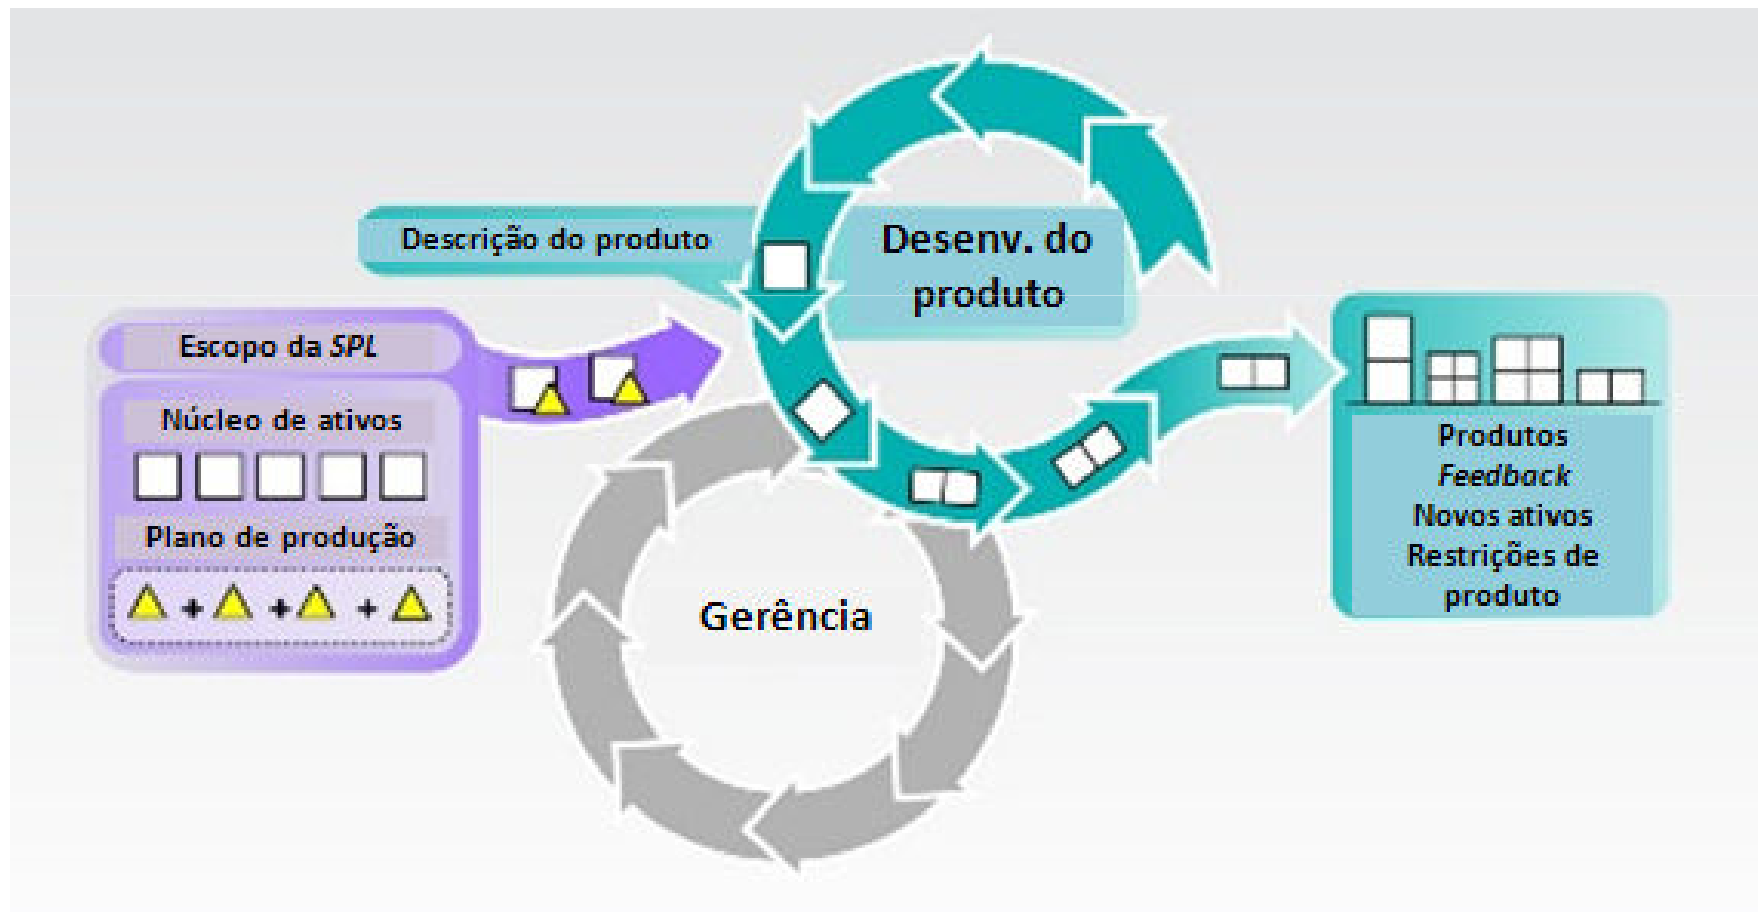 Descrição do produto
Desenv. do
produto
Escopo da SPL
Núcleo de ativos
Plano de produção
+ + +
Gerência
Produtos
Feedback
Novos ativos
Restrições de
produto